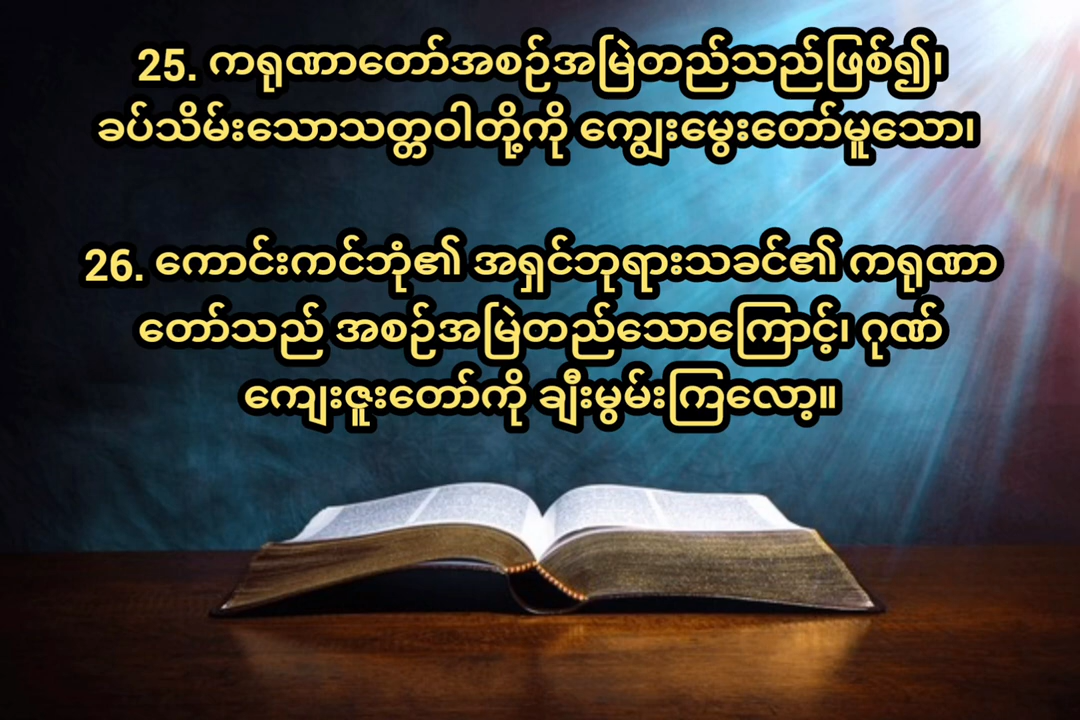 25. ကရုဏာတော်အစဉ်အမြဲတည်သည်ဖြစ်၍၊
ခပ်သိမ်းသောသတ္တဝါတို့ကို ကျွေးမွေးတော်မူသော၊
26. ကောင်းကင်ဘုံ၏ အရှင်ဘုရားသခင်၏ ကရုဏာ
တော်သည် အစဉ်အမြဲတည်သောကြောင့်၊ ဂုဏ်
ကျေးဇူးတော်ကို ချီးမွမ်းကြလော့။